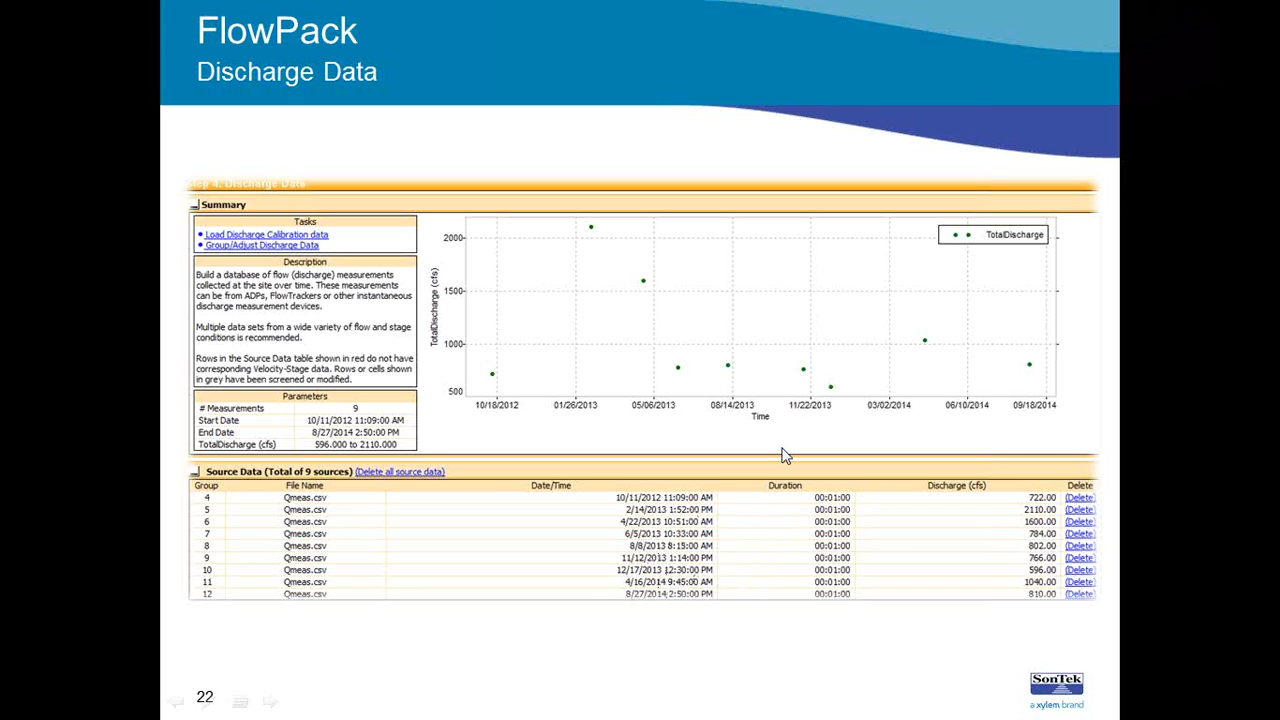 FlowPack
Discharge Data
Step 4: Discharge Data
Summary
Tasks
Load Discharge Calibration data
Group/Adjust Discharge Data
Description
Build a database of flow (discharge) measurements
collected at the site over time. These measurements
can be from ADPs, FlowTrackers or other instantaneous
discharge measurement devices.
Multiple data sets from a wide variety of flow and stage
conditions is recommended.
Rows in the Source Data table shown in red do not have
corresponding Velocity-Stage data. Rows or cells shown
in grey have been screened or modified.
Parameters
# Measurements 9
Start Date 10/11/2012 11:09:00 AM
End Date 8/27/2014 2:50:00 PM
TotalDischarge (cfs) 596.000 to 2110.000
TotalDischarge (cfs)
2000
1500
1000
500
TotalDischarge
10/18/2012 01/26/2013 05/06/2013 08/14/2013 11/22/2013 03/02/2014 06/10/2014 09/18/2014
Time
Source Data (Total of 9 sources) (Delete all source data)
Group File Name Date/Time Duration Discharge (cfs) Delete
4 Qmeas.csv 10/11/2012 11:09:00 AM 00:01:00 722.00 (Delete)
5 Qmeas.csv 2/14/2013 1:52:00 PM 00:01:00 2110.00 (Delete)
6 Qmeas.csv 4/22/2013 10:51:00 AM 00:01:00 1600.00 (Delete)
7 Qmeas.csv 6/5/2013 10:33:00 AM 00:01:00 784.00 (Delete)
8 Qmeas.csv 8/8/2013 8:15:00 AM 00:01:00 802.00 (Delete)
9 Qmeas.csv 11/12/2013 1:14:00 PM 00:01:00 766.00 (Delete)
10 Qmeas.csv 12/17/2013 12:30:00 PM 00:01:00 596.00 (Delete)
11 Qmeas.csv 4/16/2014 9:45:00 AM 00:01:00 1040.00 (Delete)
12 Qmeas.csv 8/27/2014 2:50:00 PM 00:01:00 810.00 (Delete)
22
SonTek
a xylem brand